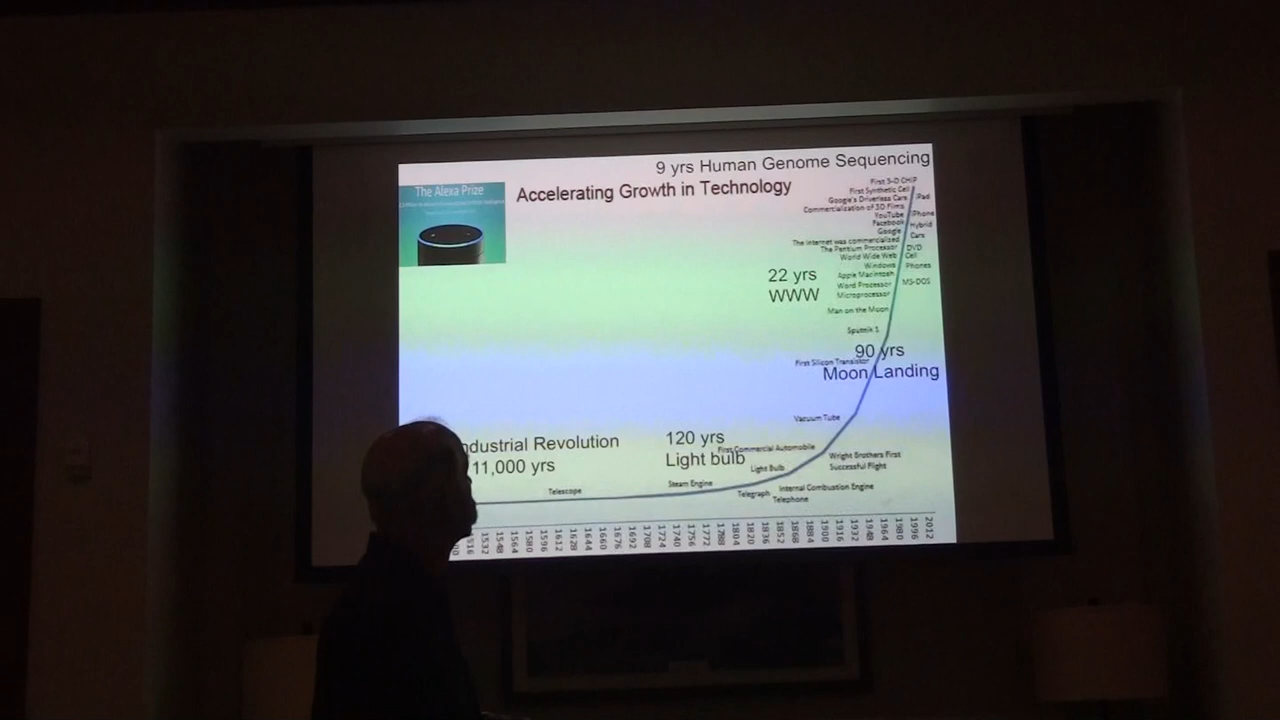 9 yrs Human Genome Sequencing
The Alexa Prize
Accelerating Growth in Technology
First 3-D CHIP
First Synthetic Cell
iPad
Google's Driverless Cars
Commercialization of 3D Films
YouTube
iPhone
Facebook
Hybrid
Cars
Google
The Internet was commercialized
The Pentium Processor
DVD
World Wide Web
Cell
Phones
Windows
22 yrs
WWW
Apple Macintosh
MS-DOS
Word Processor
Microprocessor
Man on the Moon
Sputnik 1
90 yrs
Moon Landing
First Silicon Transistor
Vacuum Tube
ndustrial Revolution
11,000 yrs
120 yrs
Light bulb
First Commercial Automobile
Wright Brothers First
Successful Flight
Light Bulb
Steam Engine
Telescope
Telegraph
Internal Combustion Engine
Telephone
1532 1548 1564 1580 1596 1612 1628 1644 1660 1676 1692 1708 1724 1740 1756 1772 1788 1804 1820 1836 1852 1868 1884 1900 1916 1932 1948 1964 1980 1996 2012